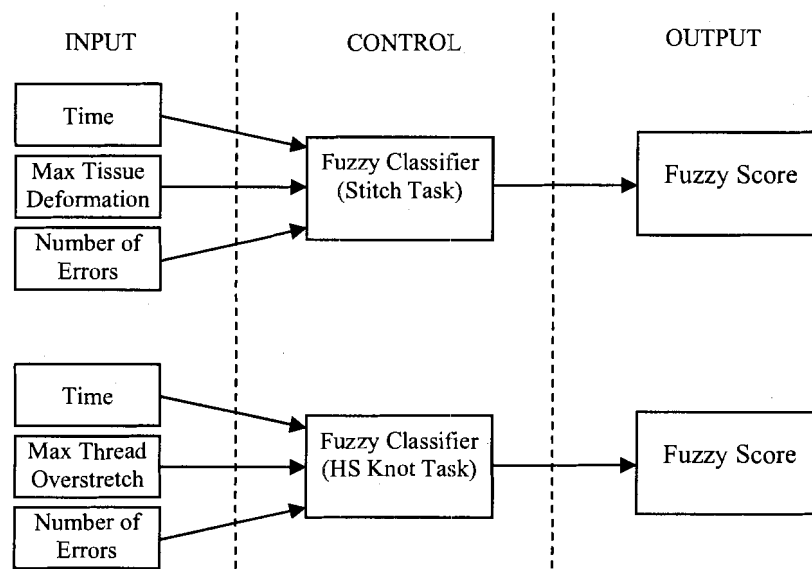 INPUT
CONTROL
OUTPUT
Time
Max Tissue
Deformation
Number of
Errors
Fuzzy Classifier
(Stitch Task)
Fuzzy Score
Time
Max Thread
Overstretch
Number of
Errors
Fuzzy Classifier
(HS Knot Task)
Fuzzy Score